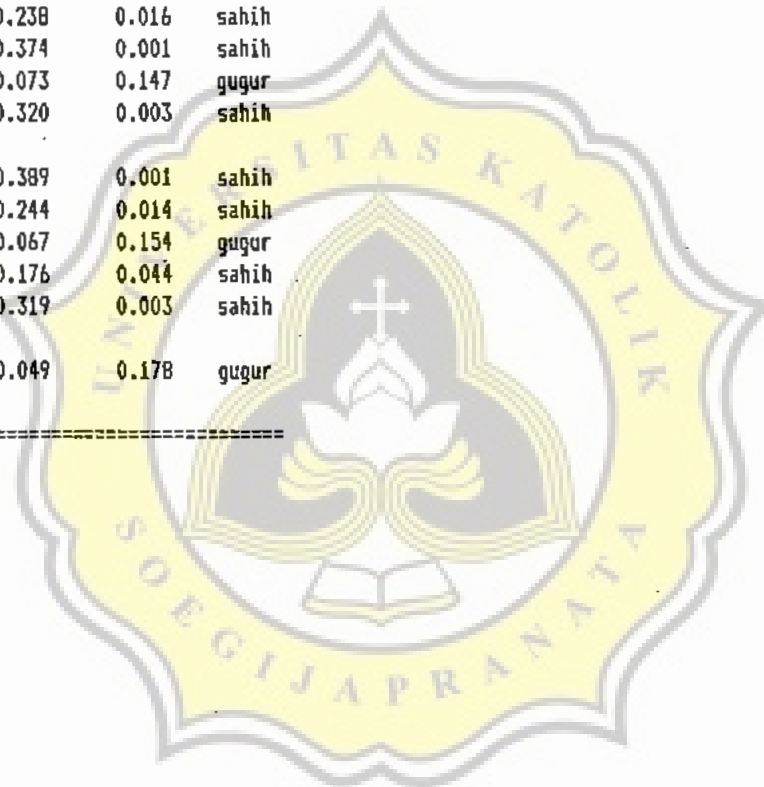 0.238 0.016 sahih
0.374 0.001 sahih
0.073 0.147 gugur
0.320 0.003 sahih
0.389 0.001 sahih
0.244 0.014 sahih
0.067 0.154 gugur
0.176 0.044 sahih
0.319 0.003 sahih
0.049 0.178 gugur
UNIVERSITAS KATOLIK
SOEGIJAPRANATA